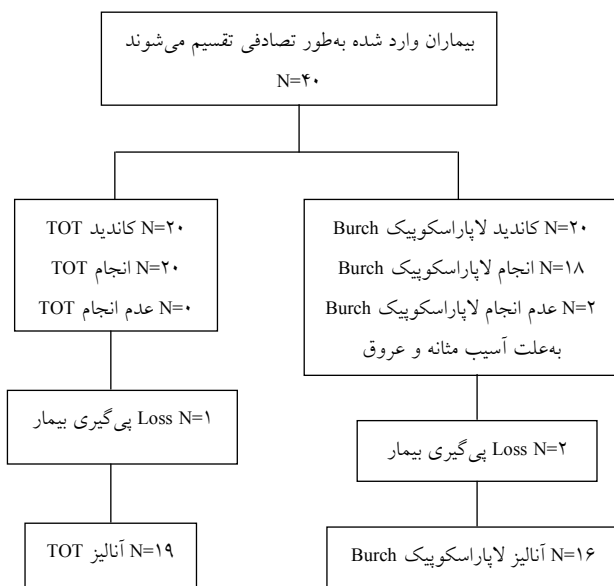 بیماران وارد شده به‌طور تصادفی تقسیم می‌شوند
N=۴۰
N=۲۰ کاندید لاپاراسکوپیک Burch
N=۱۸ انجام لاپاراسکوپیک Burch
N=۲ عدم انجام لاپاراسکوپیک Burch
به‌علت آسیب مثانه و عروق
N=۲۰ کاندید TOT
N=۲۰ انجام TOT
N=۰ عدم انجام TOT
Loss N=۲ پی‌گیری بیمار
Loss N=۱ پی‌گیری بیمار
N=۱۶ آنالیز لاپاراسکوپیک Burch
N=۱۹ آنالیز TOT